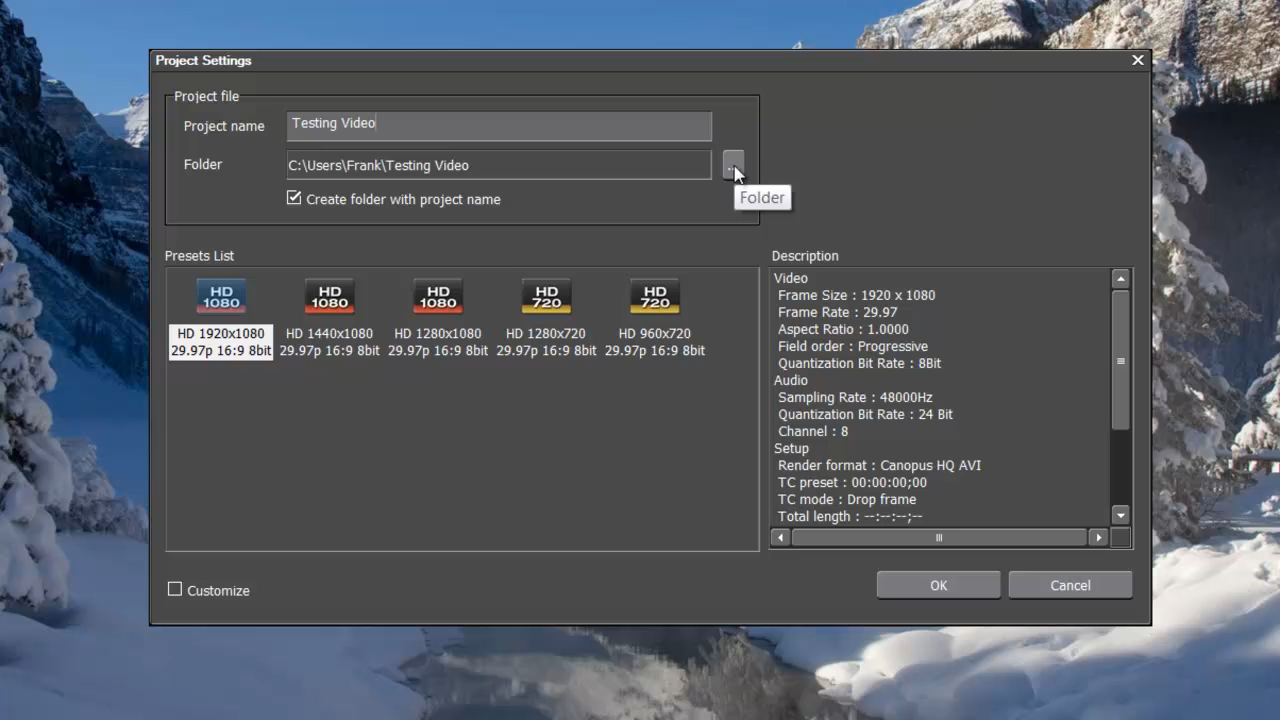 Project Settings
Project file
Project name
Testing Video
Folder
C:\Users\Frank\Testing Video
Folder
Create folder with project name
Presets List
HD 1080
HD 1920x1080
29.97p 16:9 8bit
HD 1080
HD 1440x1080
29.97p 16:9 8bit
HD 1080
HD 1280x1080
29.97p 16:9 8bit
HD 720
HD 1280x720
29.97p 16:9 8bit
HD 720
HD 960x720
29.97p 16:9 8bit
Description
Video
Frame Size : 1920 x 1080
Frame Rate : 29.97
Aspect Ratio : 1.0000
Field order : Progressive
Quantization Bit Rate : 8Bit
Audio
Sampling Rate : 48000Hz
Quantization Bit Rate : 24 Bit
Channel : 8
Setup
Render format : Canopus HQ AVI
TC preset : 00:00:00;00
TC mode : Drop frame
Total length : --:--:--;--
Customize
OK
Cancel